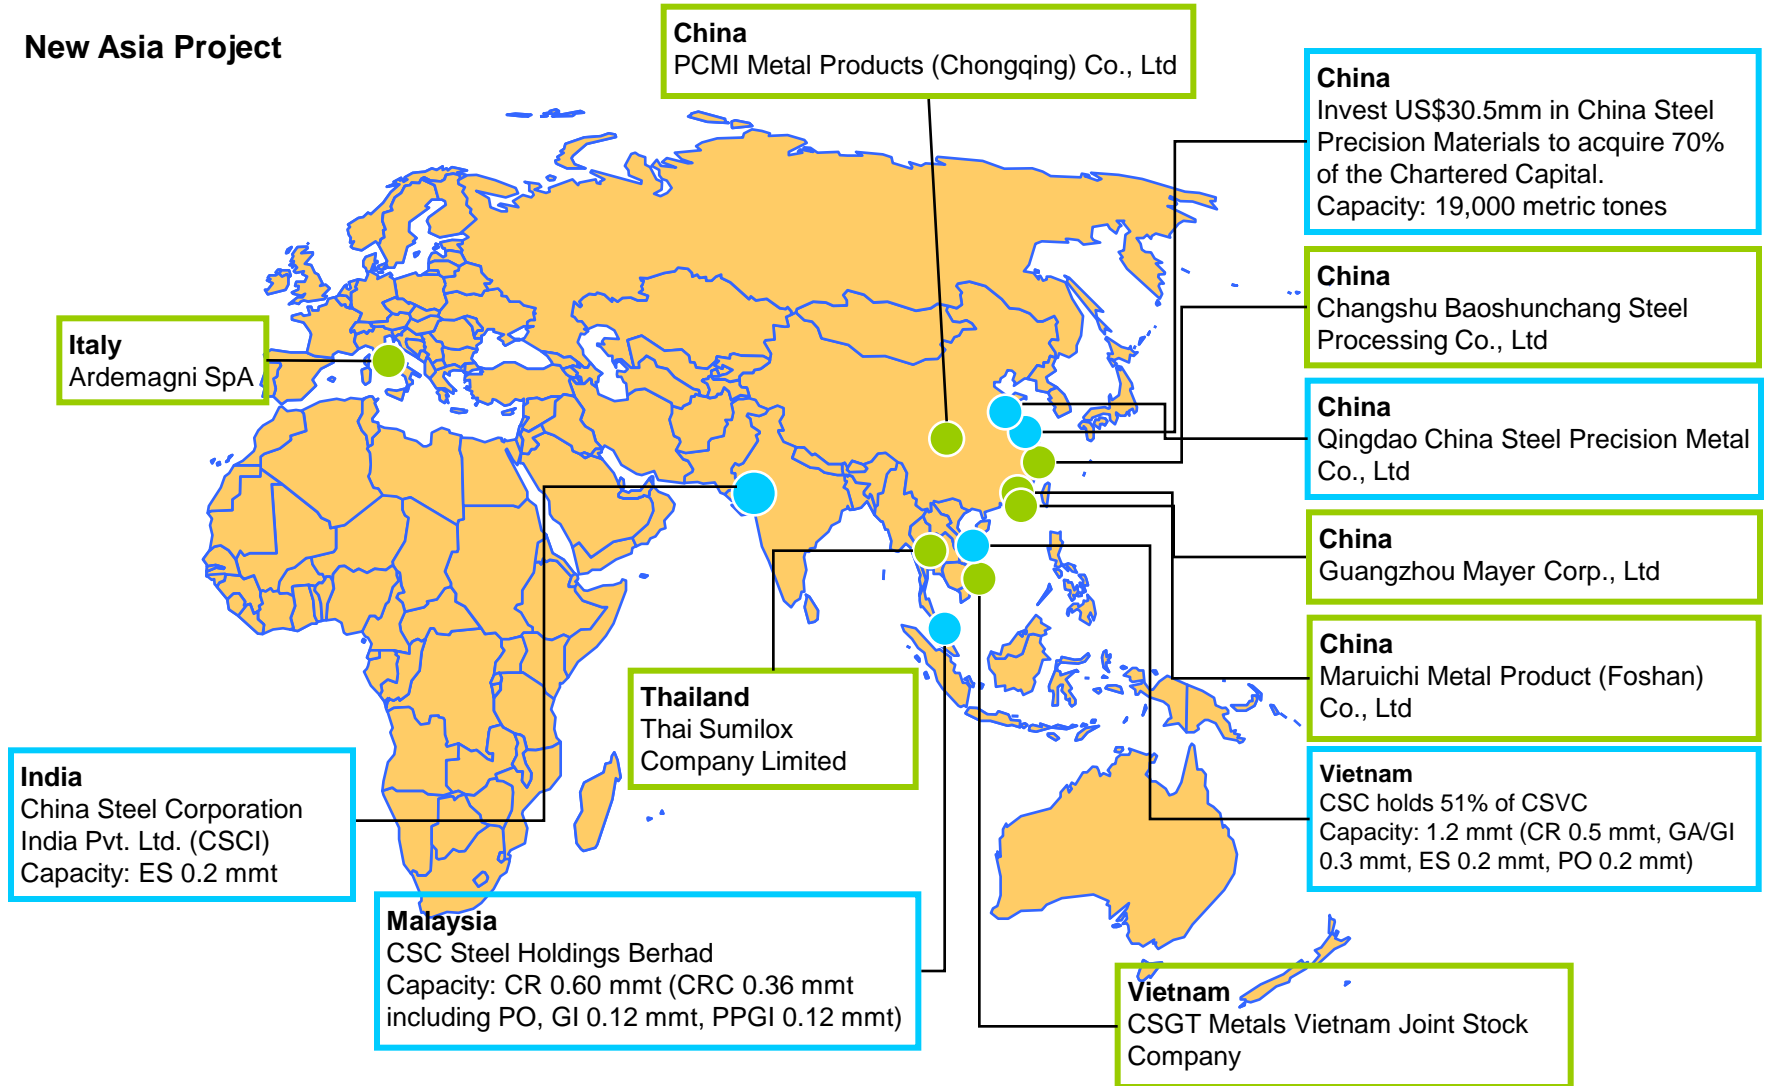 New Asia Project
China
PCMI Metal Products (Chongqing) Co., Ltd
China
Invest US$30.5mm in China Steel
Precision Materials to acquire 70%
of the Chartered Capital.
Capacity: 19,000 metric tones
China
Changshu Baoshunchang Steel
Processing Co., Ltd
Italy
Ardemagni SpA
China
Qingdao China Steel Precision Metal
Co., Ltd
China
Guangzhou Mayer Corp., Ltd
China
Maruichi Metal Product (Foshan)
Co., Ltd
Thailand
Thai Sumilox
Company Limited
India
China Steel Corporation
India Pvt. Ltd. (CSCI)
Capacity: ES 0.2 mmt
Vietnam
CSC holds 51% of CSVC
Capacity: 1.2 mmt (CR 0.5 mmt, GA/GI
0.3 mmt, ES 0.2 mmt, PO 0.2 mmt)
Malaysia
CSC Steel Holdings Berhad
Capacity: CR 0.60 mmt (CRC 0.36 mmt
including PO, GI 0.12 mmt, PPGI 0.12 mmt)
Vietnam
CSGT Metals Vietnam Joint Stock
Company